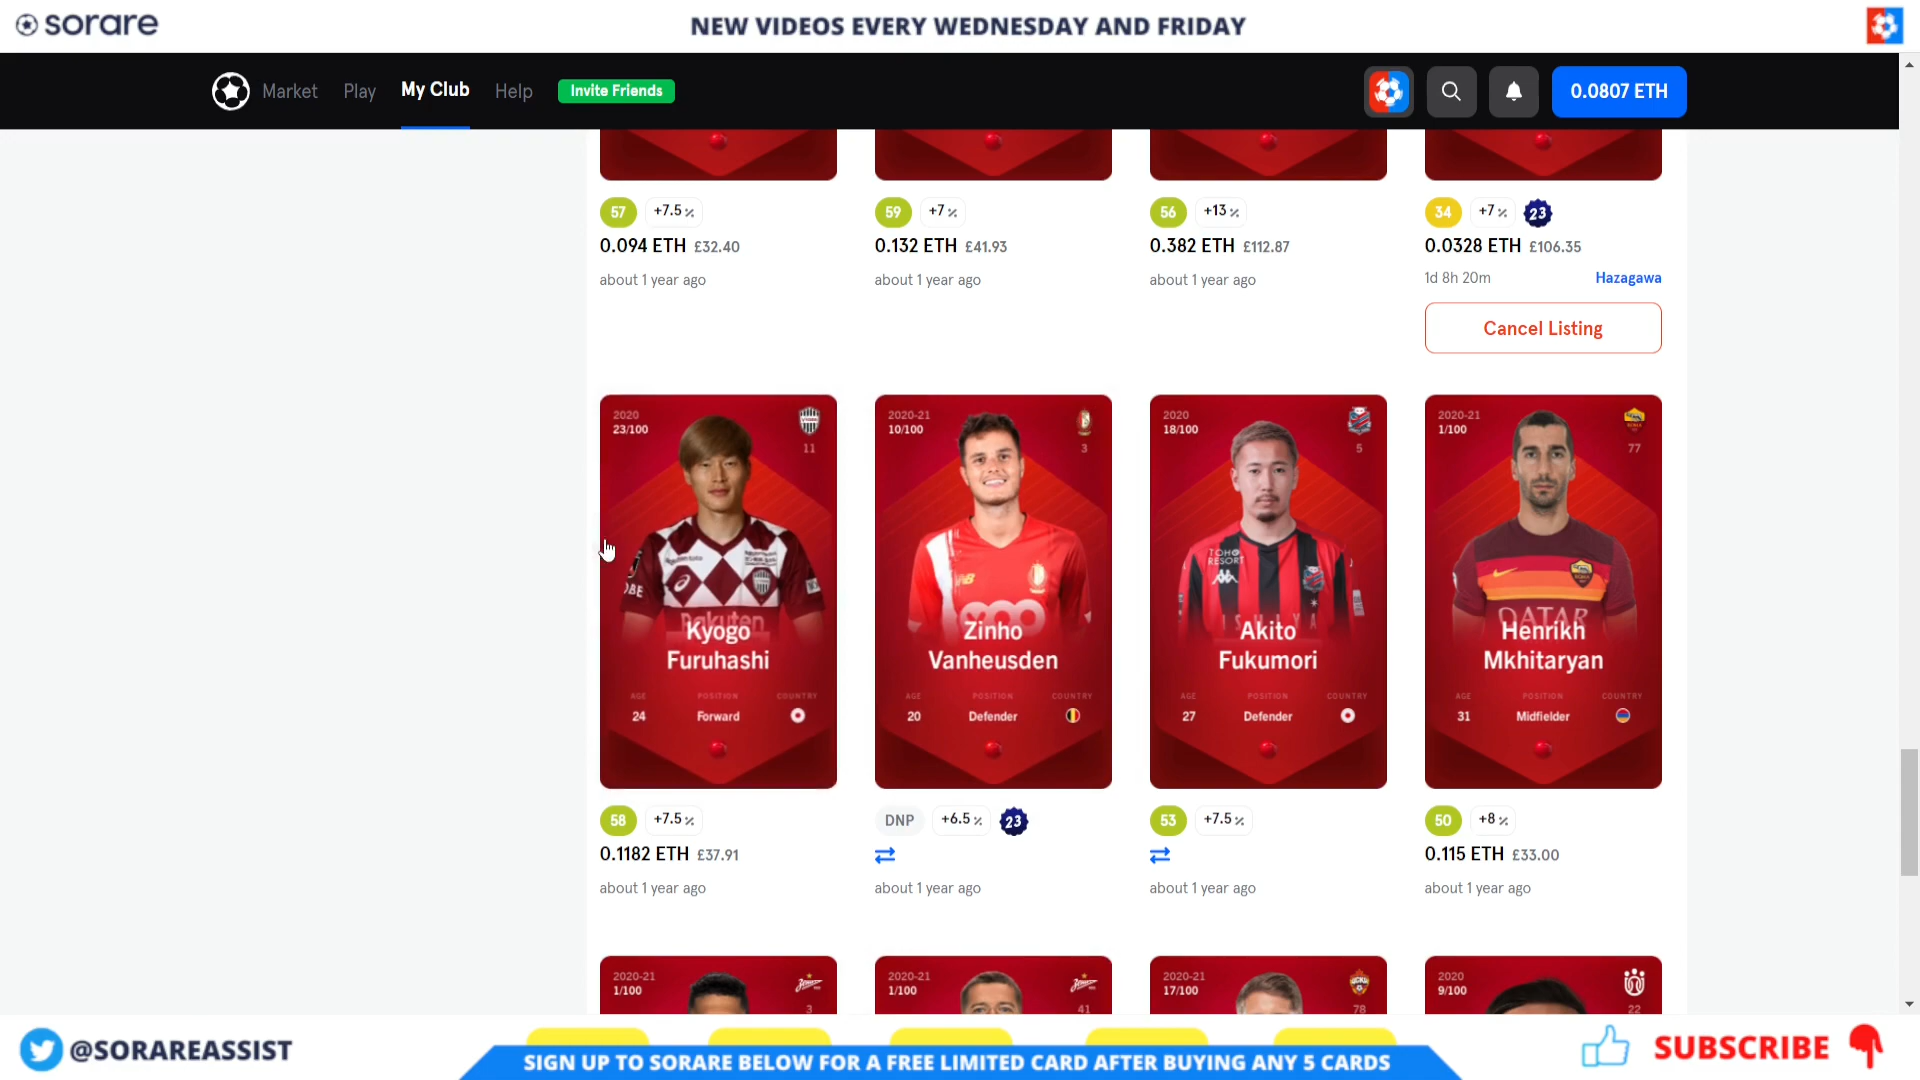 sorare
NEW VIDEOS EVERY WEDNESDAY AND FRIDAY
Market Play My Club Help Invite Friends 0.0807 ETH
57 +7.5% 59 +7% 56 +13% 34 +7% 23
0.094 ETH £32.40 0.132 ETH £41.93 0.382 ETH £112.87 0.0328 ETH £106.35
about 1 year ago about 1 year ago about 1 year ago 1d 8h 20m Hazagawa
Cancel Listing
2020 2020-21 2020 2020-21
23/100 10/100 18/100 1/100
11 3 5 77
TOHO
RESORT
Rakuten QATAR
Kyogo Zinho Akito Henrikh
Furuhashi Vanheusden Fukumori Mkhitaryan
AGE POSITION COUNTRY AGE POSITION COUNTRY AGE POSITION COUNTRY AGE POSITION COUNTRY
24 Forward 20 Defender 27 Defender 31 Midfielder
58 +7.5% DNP +6.5% 23 53 +7.5% 50 +8%
0.1182 ETH £37.91 0.115 ETH £33.00
about 1 year ago about 1 year ago about 1 year ago about 1 year ago
2020-21 2020-21 2020-21 2020
1/100 1/100 17/100 9/100
3 41 78 22
@SORAREASSIST
SIGN UP TO SORARE BELOW FOR A FREE LIMITED CARD AFTER BUYING ANY 5 CARDS
SUBSCRIBE